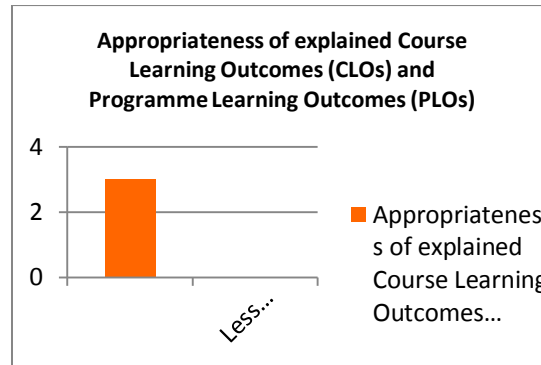 Appropriateness of explained Course
Learning Outcomes (CLOs) and
Programme Learning Outcomes (PLOs)
4
2
0
Less...
Appropriatenes
s of explained
Course Learning
Outcomes...